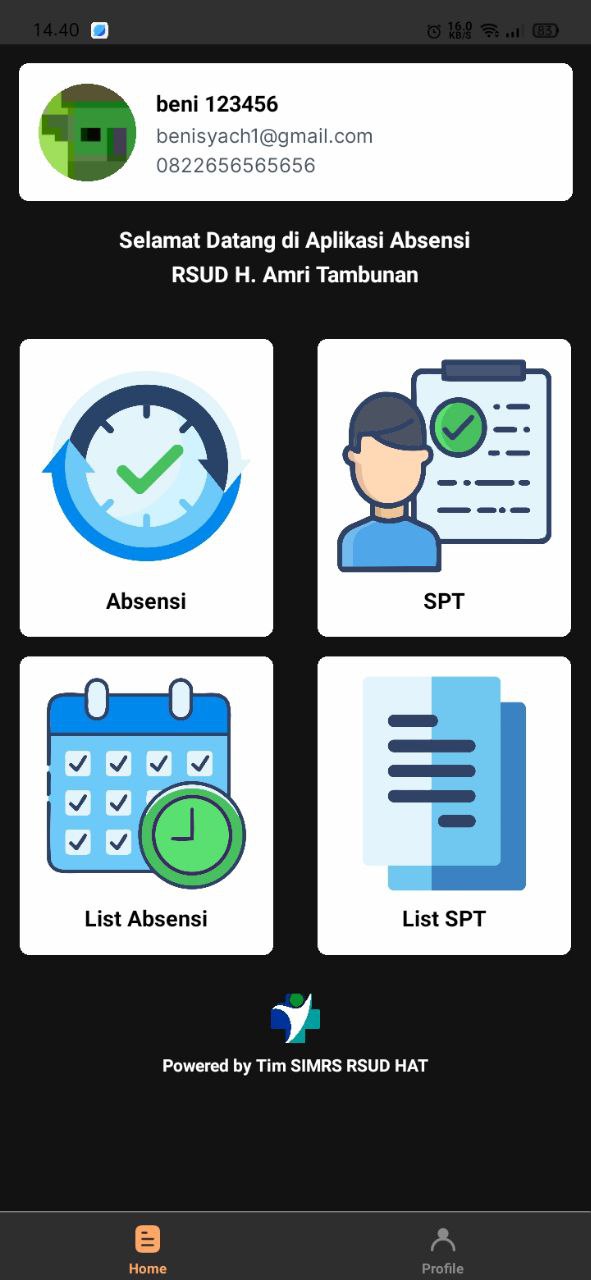 14.40
16.0
KB/S
83
beni 123456
benisyach1@gmail.com
0822656565656
Selamat Datang di Aplikasi Absensi
RSUD H. Amri Tambunan
Absensi
SPT
List Absensi
List SPT
Powered by Tim SIMRS RSUD HAT
Home
Profile